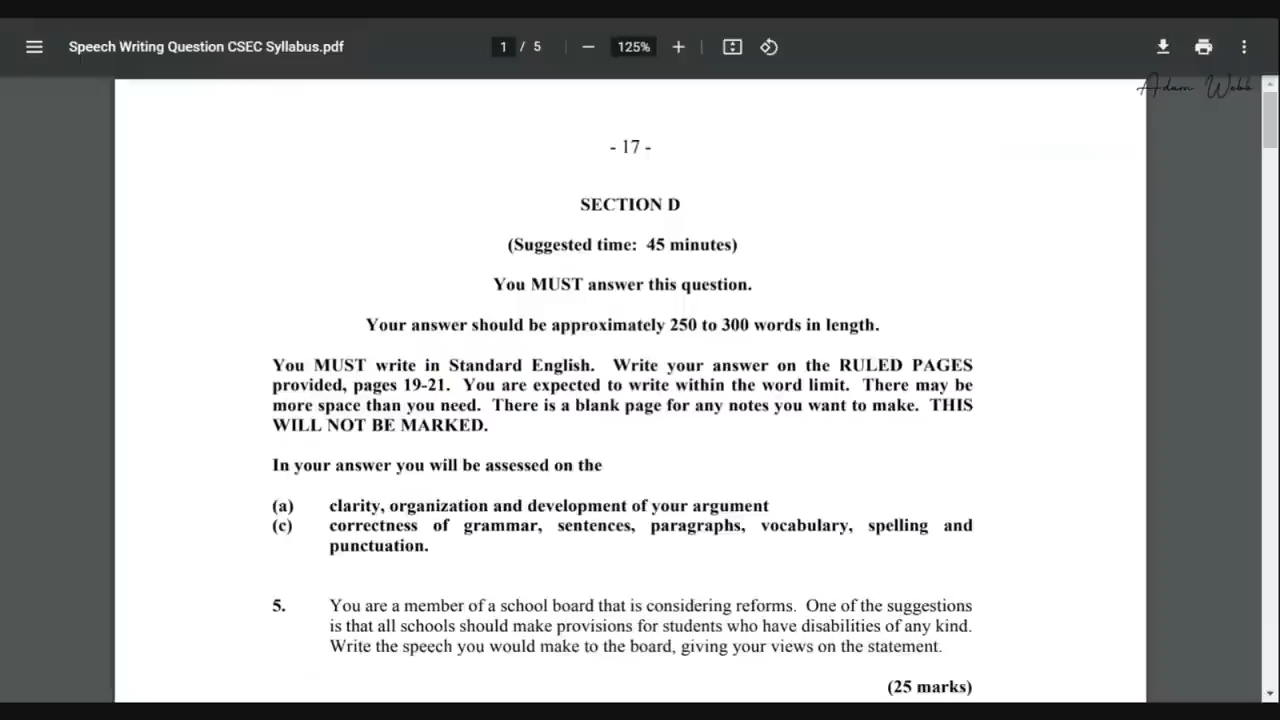 Speech Writing Question CSEC Syllabus.pdf
1 / 5
125%
Adam Webb
- 17 -
SECTION D
(Suggested time: 45 minutes)
You MUST answer this question.
Your answer should be approximately 250 to 300 words in length.
You MUST write in Standard English. Write your answer on the RULED PAGES
provided, pages 19-21. You are expected to write within the word limit. There may be
more space than you need. There is a blank page for any notes you want to make. THIS
WILL NOT BE MARKED.
In your answer you will be assessed on the
(a) clarity, organization and development of your argument
(c) correctness of grammar, sentences, paragraphs, vocabulary, spelling and
punctuation.
5. You are a member of a school board that is considering reforms. One of the suggestions
is that all schools should make provisions for students who have disabilities of any kind.
Write the speech you would make to the board, giving your views on the statement.
(25 marks)